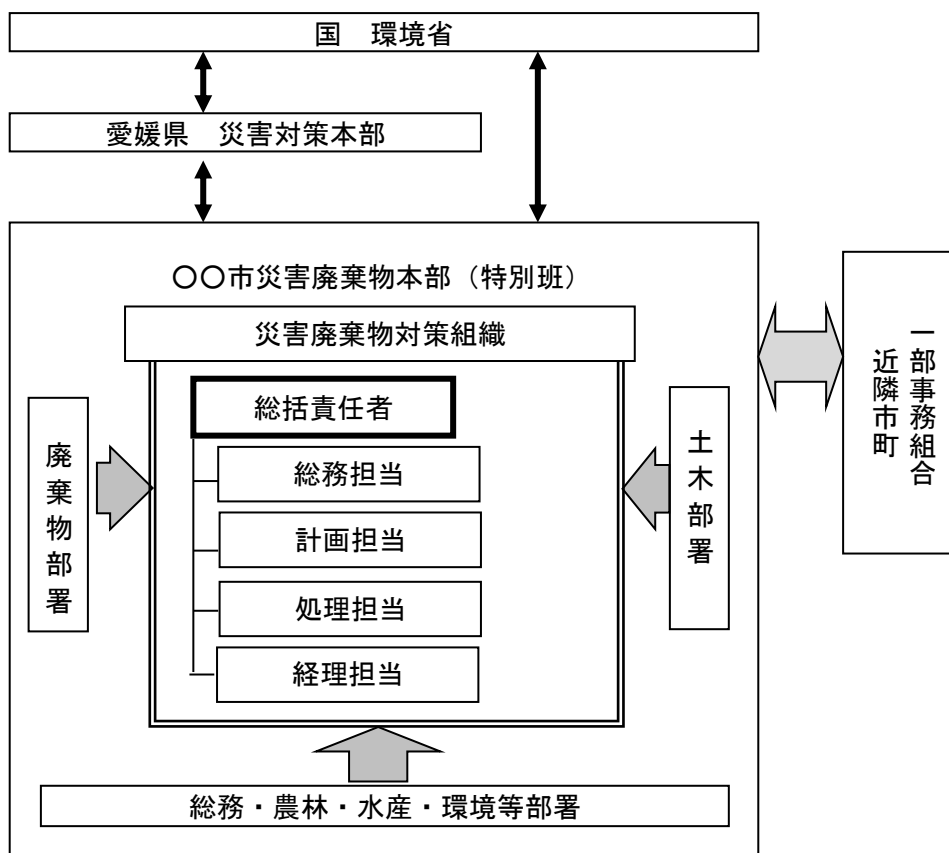 国　環境省
愛媛県　災害対策本部
〇〇市災害廃棄物本部（特別班）
災害廃棄物対策組織
総括責任者
総務担当
計画担当
処理担当
経理担当
廃棄物部署
土木部署
一部事務組合
近隣市町
総務・農林・水産・環境等部署